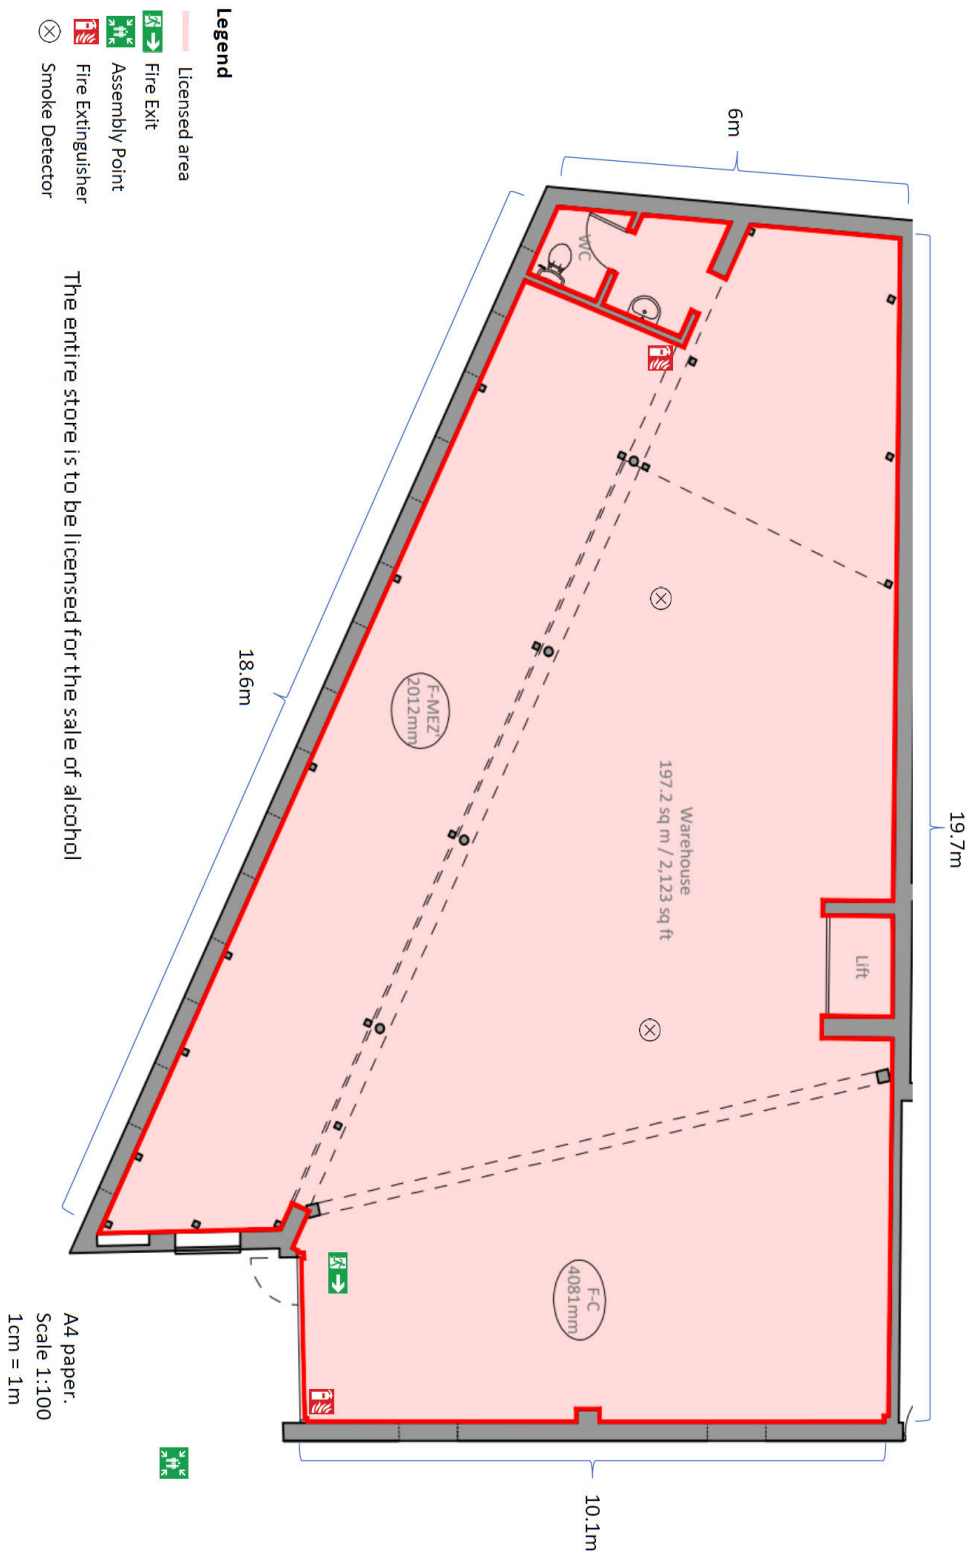 Legend
Licensed area
Fire Exit
Assembly Point
Fire Extinguisher
Smoke Detector
The entire store is to be licensed for the sale of alcohol
6m
19.7m
18.6m
10.1m
WC
F-MEZ'
2012mm
Warehouse
197.2 sq m / 2,123 sq ft
Lift
F-C
4081mm
A4 paper.
Scale 1:100
1cm = 1m